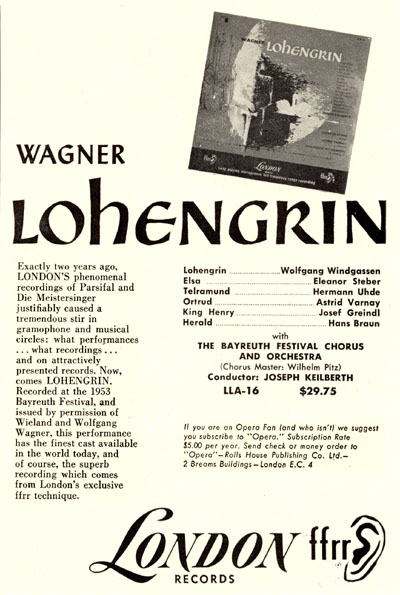 WAGNER LOHENGRIN
LONDON
ffrr
WAGNER
LOHENGRIN
Exactly two years ago,
LONDON'S phenomenal
recordings of Parsifal and
Die Meistersinger
justifiably caused a
tremendous stir in
gramophone and musical
circles: what performances
. . . what recordings . . .
and on attractively
presented records. Now,
comes LOHENGRIN.
Recorded at the 1953
Bayreuth Festival, and
issued by permission of
Wieland and Wolfgang
Wagner, this performance
has the finest cast available
in the world today, and
of course, the superb
recording which comes
from London's exclusive
ffrr technique.
Lohengrin ........................Wolfgang Windgassen
Elsa ........................................Eleanor Steber
Telramund ............................Hermann Uhde
Ortrud ....................................Astrid Varnay
King Henry ............................Josef Greindl
Herald ....................................Hans Braun
with
THE BAYREUTH FESTIVAL CHORUS
AND ORCHESTRA
(Chorus Master: Wilhelm Pitz)
Conductor: JOSEPH KEILBERTH
LLA-16 $29.75
If you are an Opera Fan (and who isn't) we suggest
you subscribe to "Opera." Subscription Rate
$5.00 per year. Send check or money order to
"Opera"—Rolls House Publishing Co. Ltd.—
2 Breams Buildings—London E.C. 4
LONDON ffrr
RECORDS